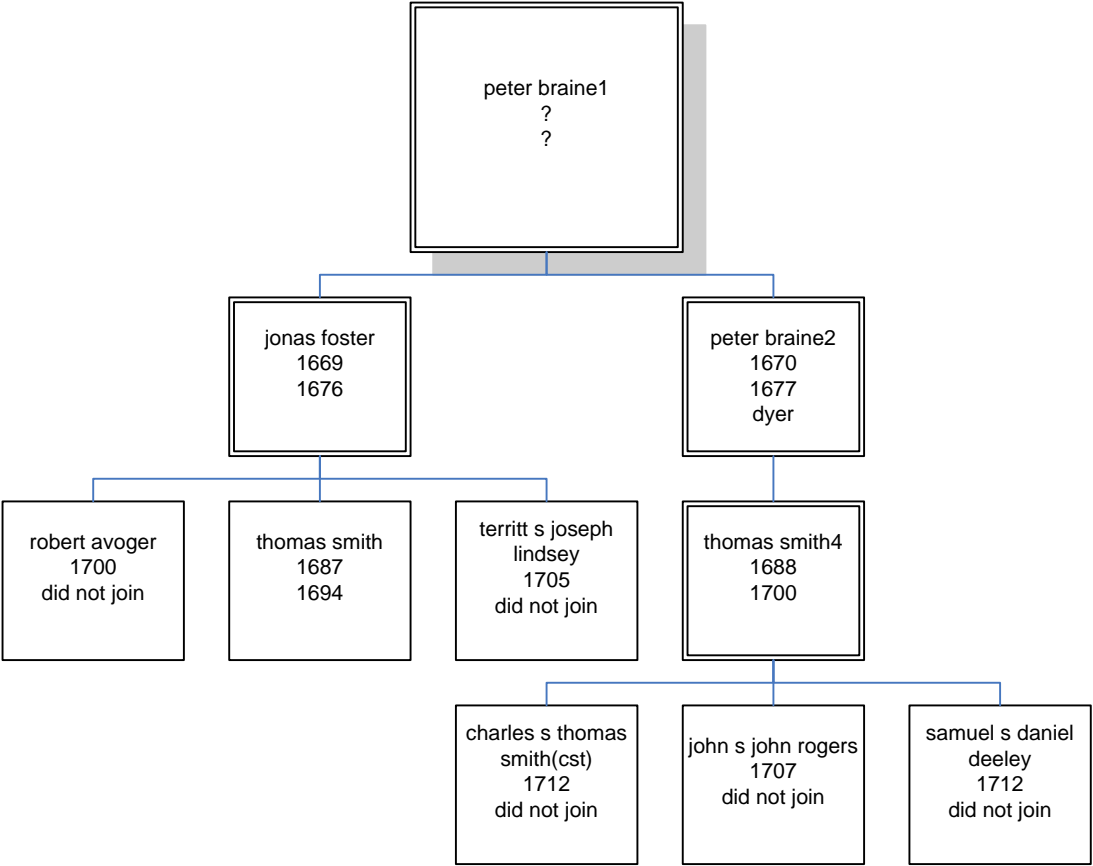 peter braine1
?
?
jonas foster
1669
1676
peter braine2
1670
1677
dyer
robert avoger
1700
did not join
thomas smith
1687
1694
territt s joseph
lindsey
1705
did not join
thomas smith4
1688
1700
charles s thomas
smith(cst)
1712
did not join
john s john rogers
1707
did not join
samuel s daniel
deeley
1712
did not join